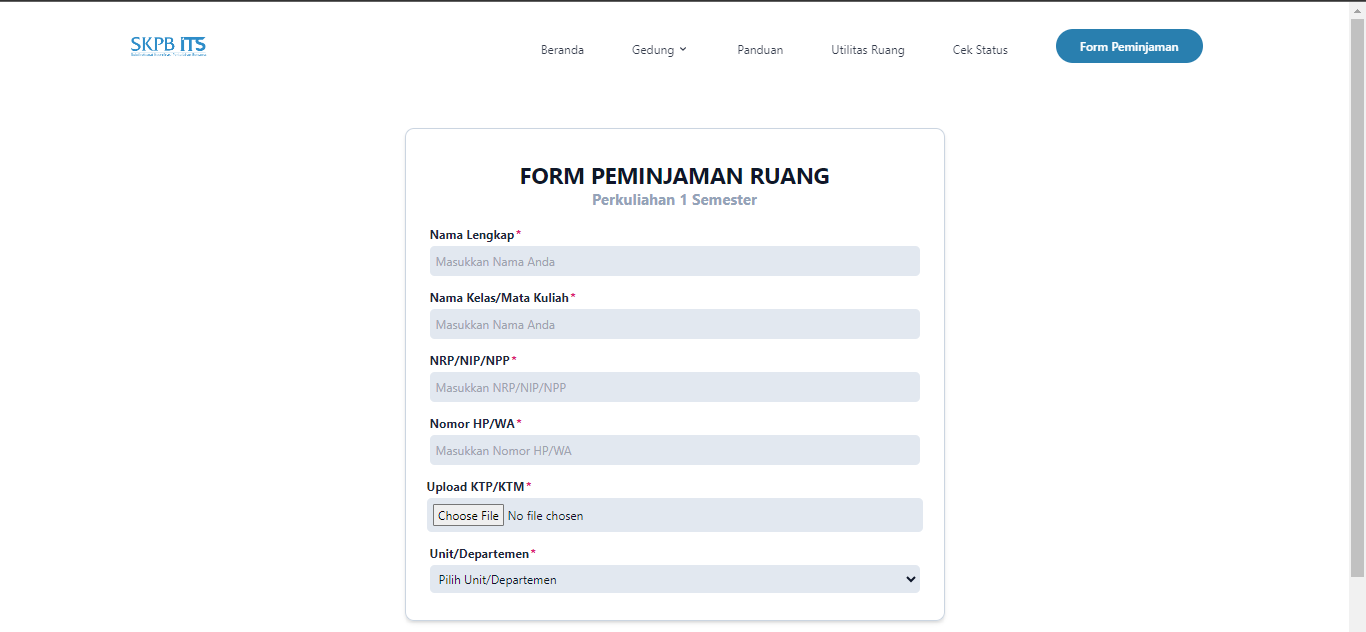 SKPB ITS
Beranda
Gedung
Panduan
Utilitas Ruang
Cek Status
Form Peminjaman
FORM PEMINJAMAN RUANG
Perkuliahan 1 Semester
Nama Lengkap*
Masukkan Nama Anda
Nama Kelas/Mata Kuliah*
Masukkan Nama Anda
NRP/NIP/NPP*
Masukkan NRP/NIP/NPP
Nomor HP/WA*
Masukkan Nomor HP/WA
Upload KTP/KTM*
Choose File No file chosen
Unit/Departemen*
Pilih Unit/Departemen